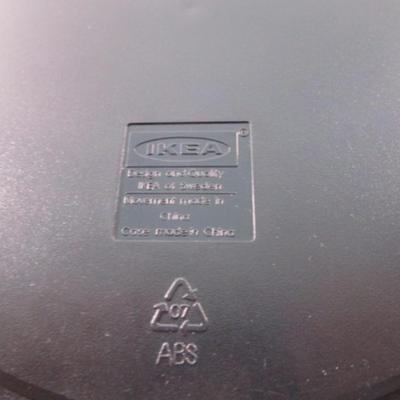 IKEA®
Design and Quality
IKEA of Sweden
Movement made in
China
Case made in China
07
ABS